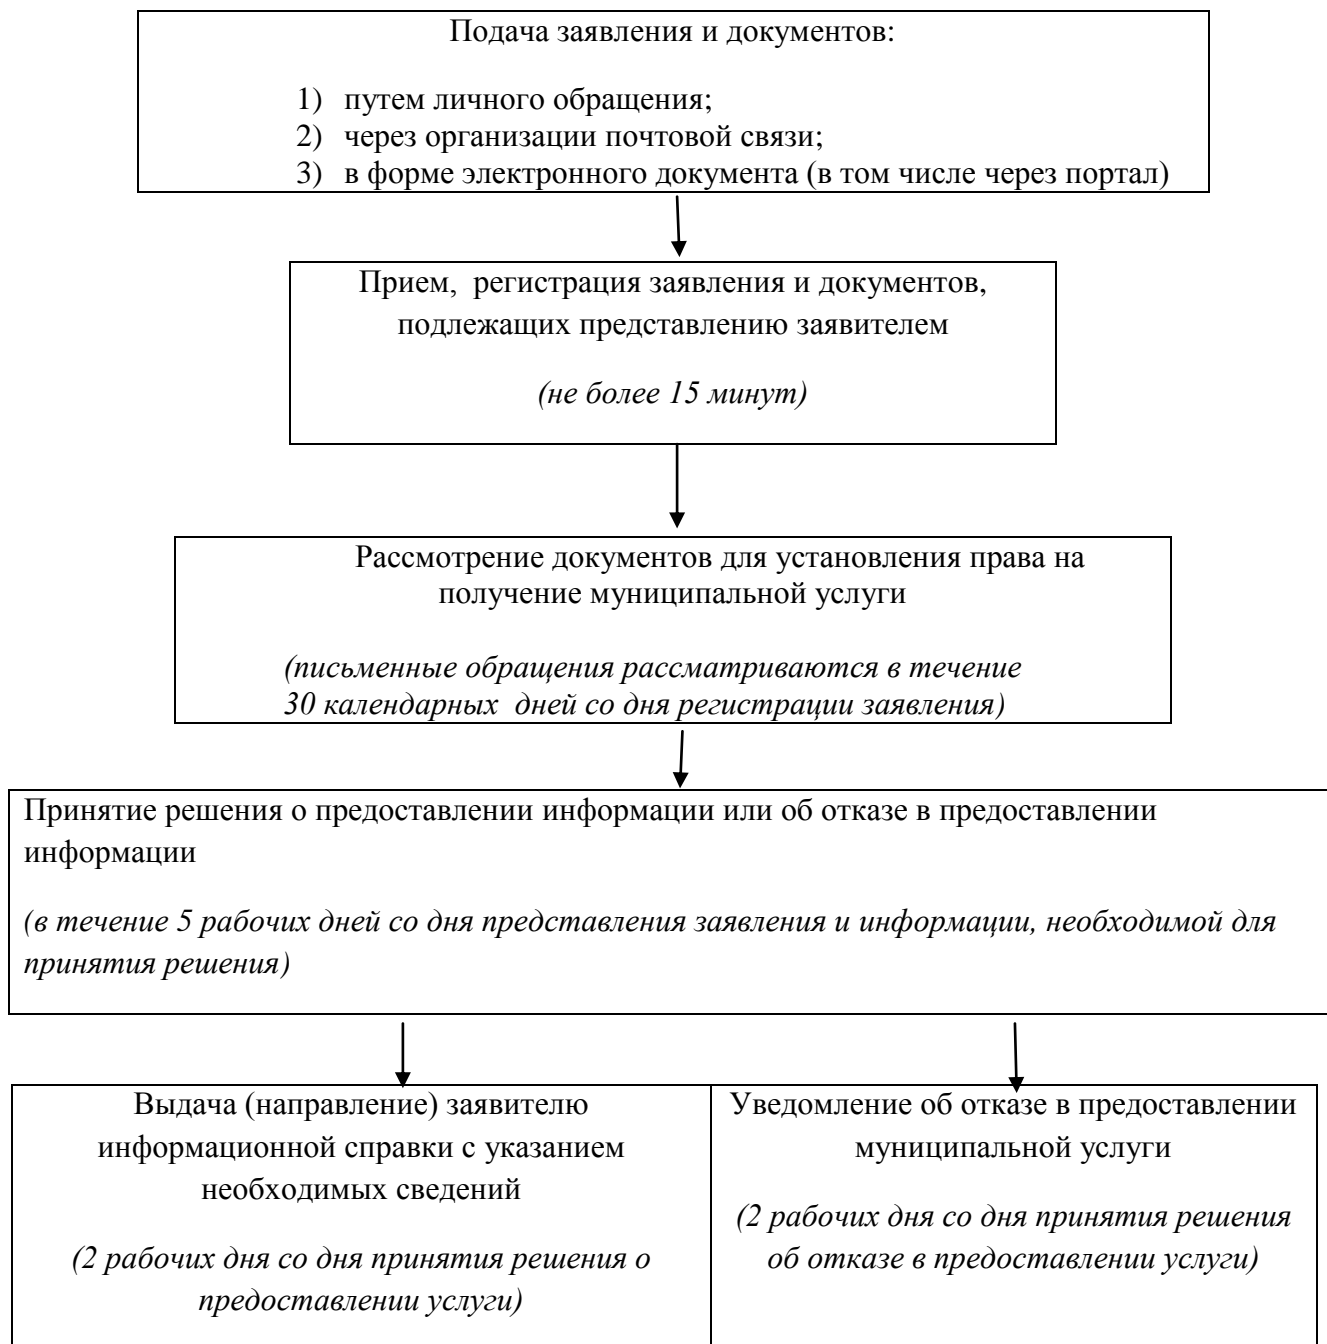 Подача заявления и документов:
1) путем личного обращения;
2) через организации почтовой связи;
3) в форме электронного документа (в том числе через портал)
Прием, регистрация заявления и документов,
подлежащих представлению заявителем
(не более 15 минут)
Рассмотрение документов для установления права на
получение муниципальной услуги
(письменные обращения рассматриваются в течение
30 календарных дней со дня регистрации заявления)
Принятие решения о предоставлении информации или об отказе в предоставлении
информации
(в течение 5 рабочих дней со дня представления заявления и информации, необходимой для
принятия решения)
Выдача (направление) заявителю
информационной справки с указанием
необходимых сведений
(2 рабочих дня со дня принятия решения о
предоставлении услуги)
Уведомление об отказе в предоставлении
муниципальной услуги
(2 рабочих дня со дня принятия решения
об отказе в предоставлении услуги)